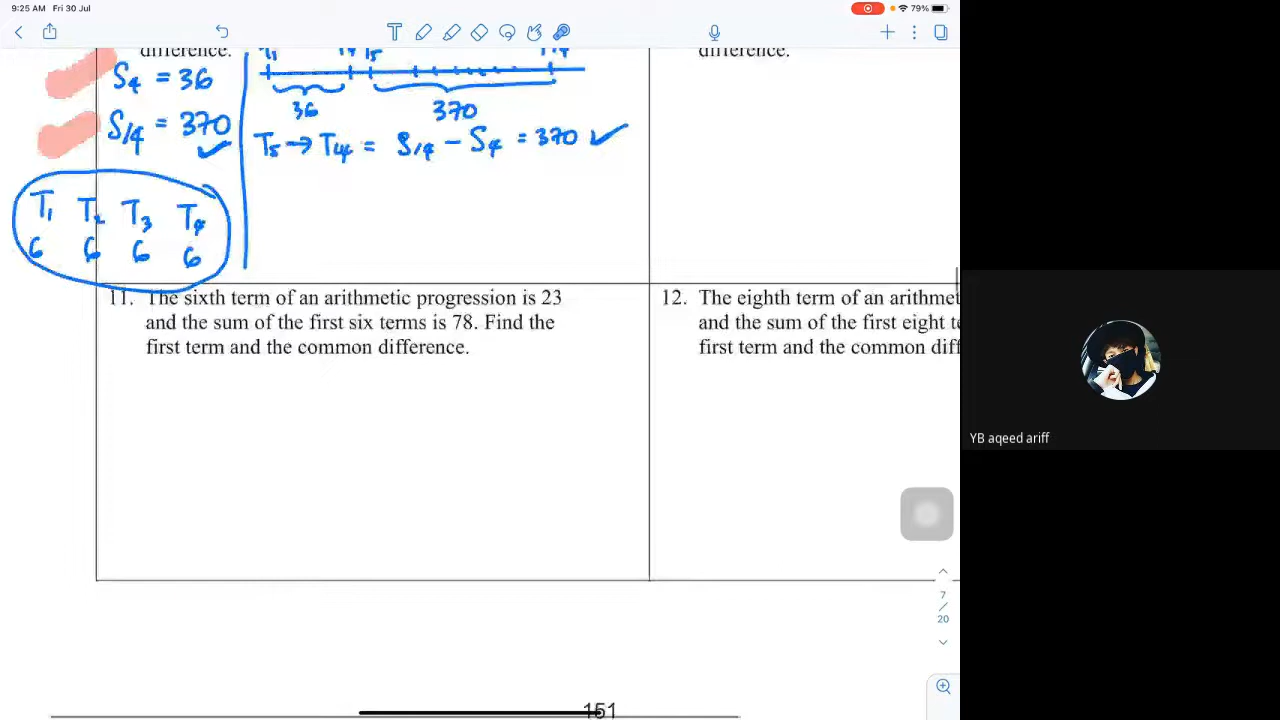 9:25 AM Fri 30 Jul
79%
difference.
difference.
S4 = 36
S14 = 370
36
370
T5 → T14 = S14 − S4 = 370
T1 T2 T3 T4
6 6 6 6
11. The sixth term of an arithmetic progression is 23
and the sum of the first six terms is 78. Find the
first term and the common difference.
12. The eighth term of an arithmet
and the sum of the first eight te
first term and the common diff
YB aqeed ariff
7
/
20
151